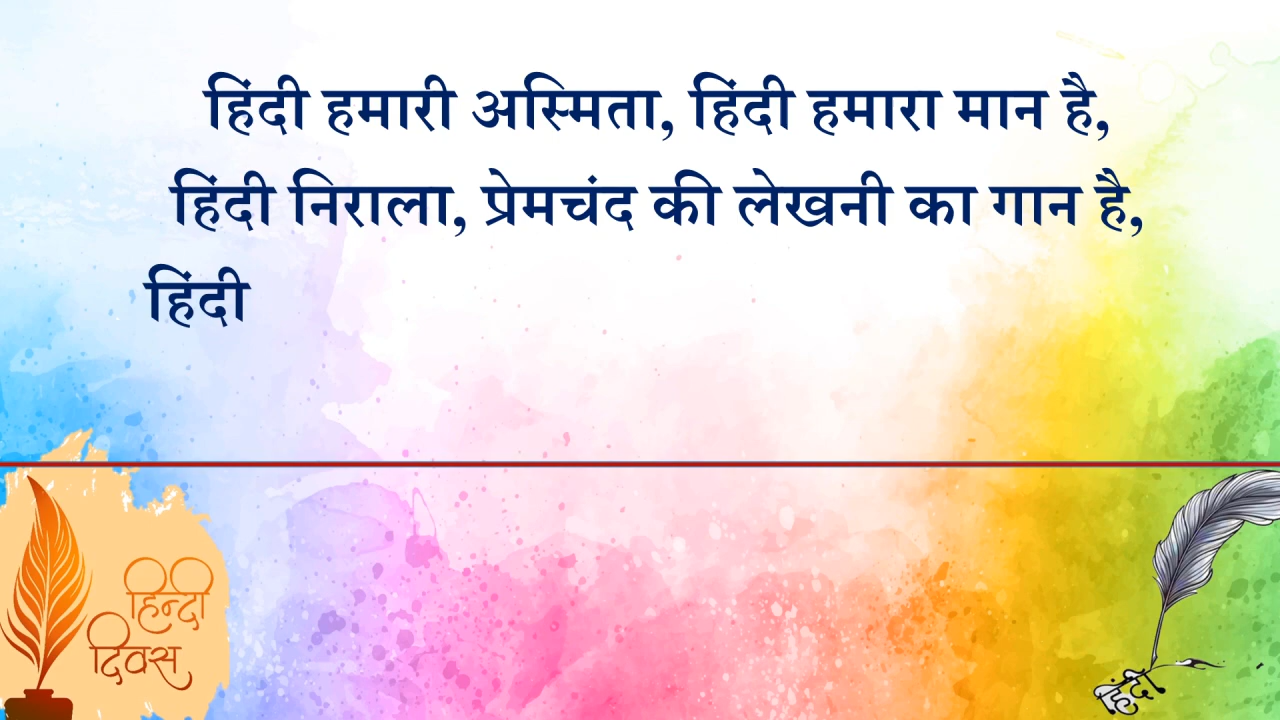 हिंदी हमारी अस्मिता, हिंदी हमारा मान है,
हिंदी निराला, प्रेमचंद की लेखनी का गान है,
हिंदी
हिन्दी
दिवस
हिंदी